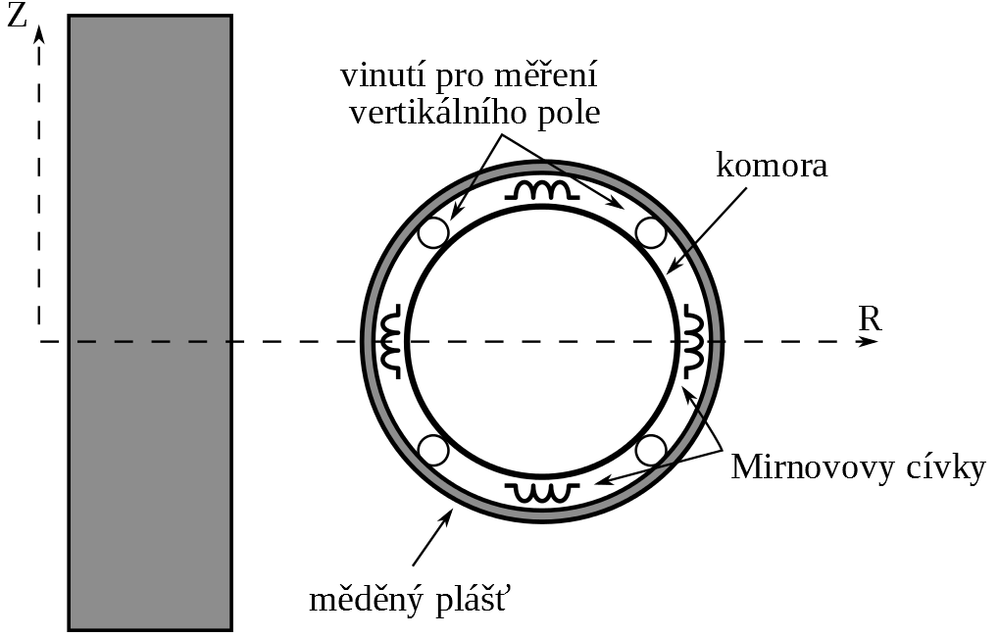 Z
vinutí pro měření
vertikálního pole
komora
R
Mirnovovy cívky
měděný plášť